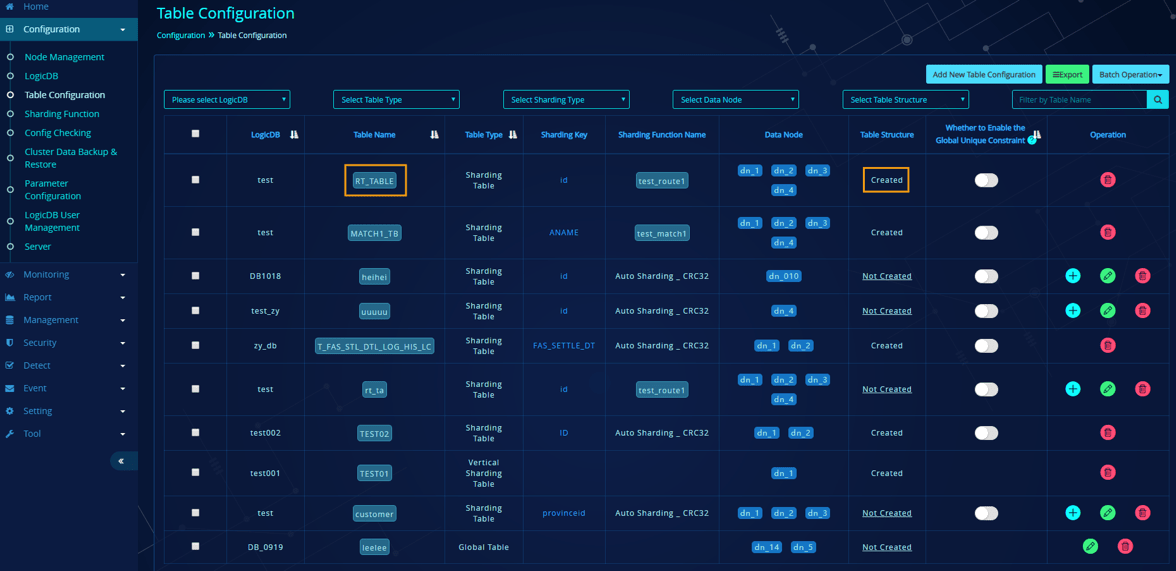 Home
Configuration
Node Management
LogicDB
Table Configuration
Sharding Function
Config Checking
Cluster Data Backup &
Restore
Parameter
Configuration
LogicDB User
Management
Server
Monitoring
Report
Management
Security
Detect
Event
Setting
Tool
Table Configuration
Configuration » Table Configuration
Add New Table Configuration Export Batch Operation
Please select LogicDB Select Table Type Select Sharding Type Select Data Node Select Table Structure Filter by Table Name
LogicDB Table Name Table Type Sharding Key Sharding Function Name Data Node Table Structure Whether to Enable the Global Unique Constraint ? Operation
test RT_TABLE Sharding Table id test_route1 dn_1 dn_2 dn_3 dn_4 Created
test MATCH1_TB Sharding Table ANAME test_match1 dn_1 dn_2 dn_3 dn_4 Created
DB1018 heihei Sharding Table id Auto Sharding _ CRC32 dn_010 Not Created
test_zy uuuuu Sharding Table id Auto Sharding _ CRC32 dn_4 Not Created
zy_db T_FAS_STL_DTL_LOG_HIS_LC Sharding Table FAS_SETTLE_DT Auto Sharding _ CRC32 dn_1 dn_2 Created
test rt_ta Sharding Table id test_route1 dn_1 dn_2 dn_3 dn_4 Not Created
test002 TEST02 Sharding Table ID Auto Sharding _ CRC32 dn_1 dn_2 Created
test001 TEST01 Vertical Sharding Table dn_1 Created
test customer Sharding Table provinceid Auto Sharding _ CRC32 dn_1 dn_2 dn_3 Not Created
DB_0919 leelee Global Table dn_14 dn_5 Not Created